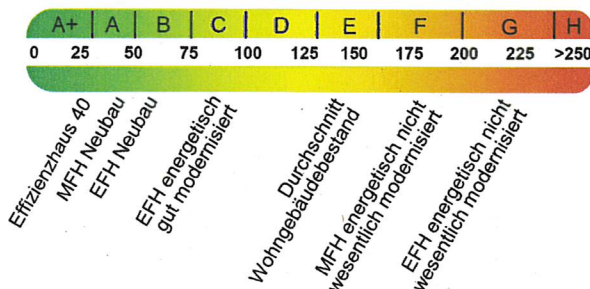 A+ A B C D E F G H
0 25 50 75 100 125 150 175 200 225 >250
Effizienzhaus 40
MFH Neubau
EFH Neubau
EFH energetisch
gut modernisiert
Durchschnitt
Wohngebäudebestand
MFH energetisch nicht
wesentlich modernisiert
EFH energetisch nicht
wesentlich modernisiert